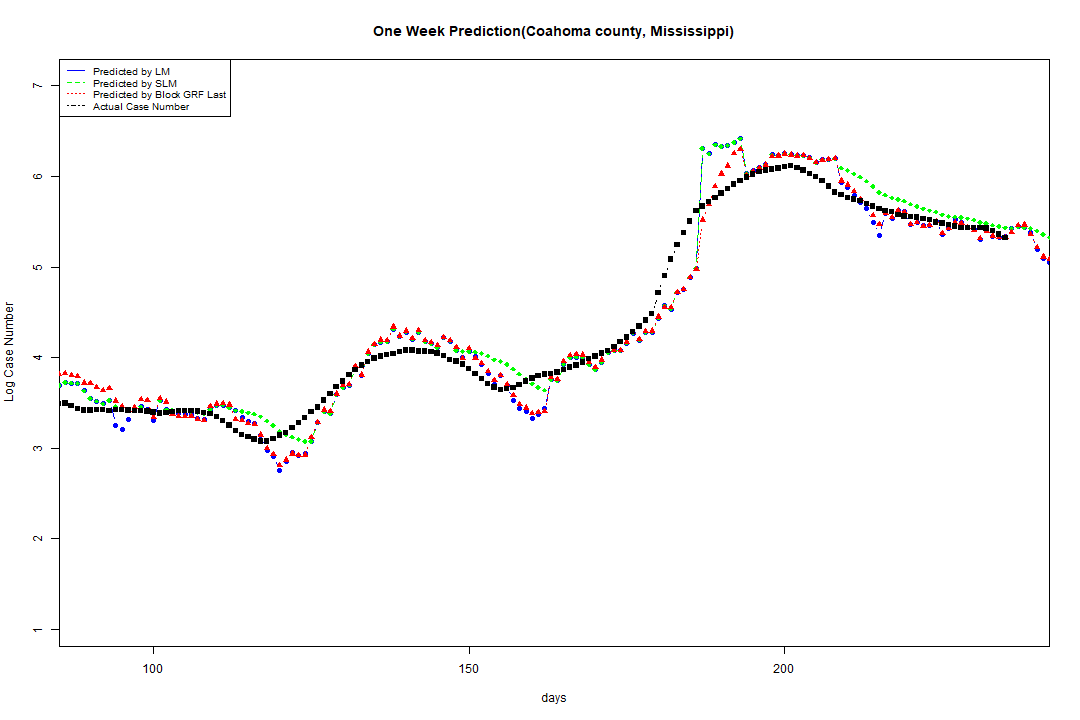 One Week Prediction(Coahoma county, Mississippi)
Predicted by LM
Predicted by SLM
Predicted by Block GRF Last
Actual Case Number
7
6
5
4
3
2
1
Log Case Number
100 150 200
days